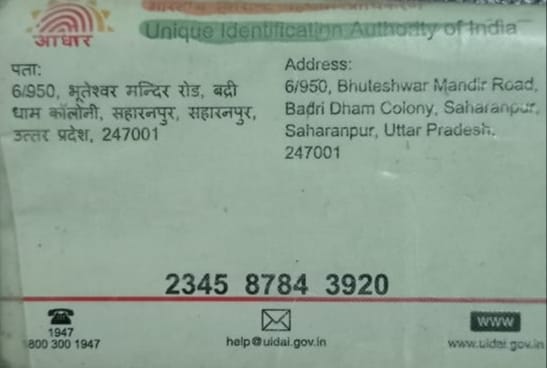 आधार
Unique Identification Authority of India
पता:
6/950, भूतेश्वर मन्दिर रोड, बद्री
धाम कॉलोनी, सहारनपुर, सहारनपुर,
उत्तर प्रदेश, 247001
Address:
6/950, Bhuteshwar Mandir Road,
Badri Dham Colony, Saharanpur,
Saharanpur, Uttar Pradesh,
247001
2345 8784 3920
1947
800 300 1947
help@uidai.gov.in
www
www.uidai.gov.in